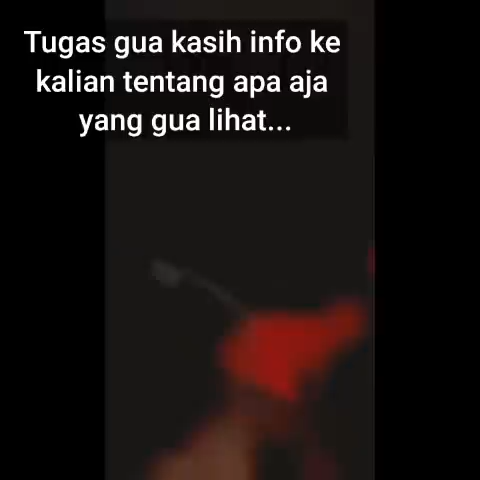 Tugas gua kasih info ke
kalian tentang apa aja
yang gua lihat...